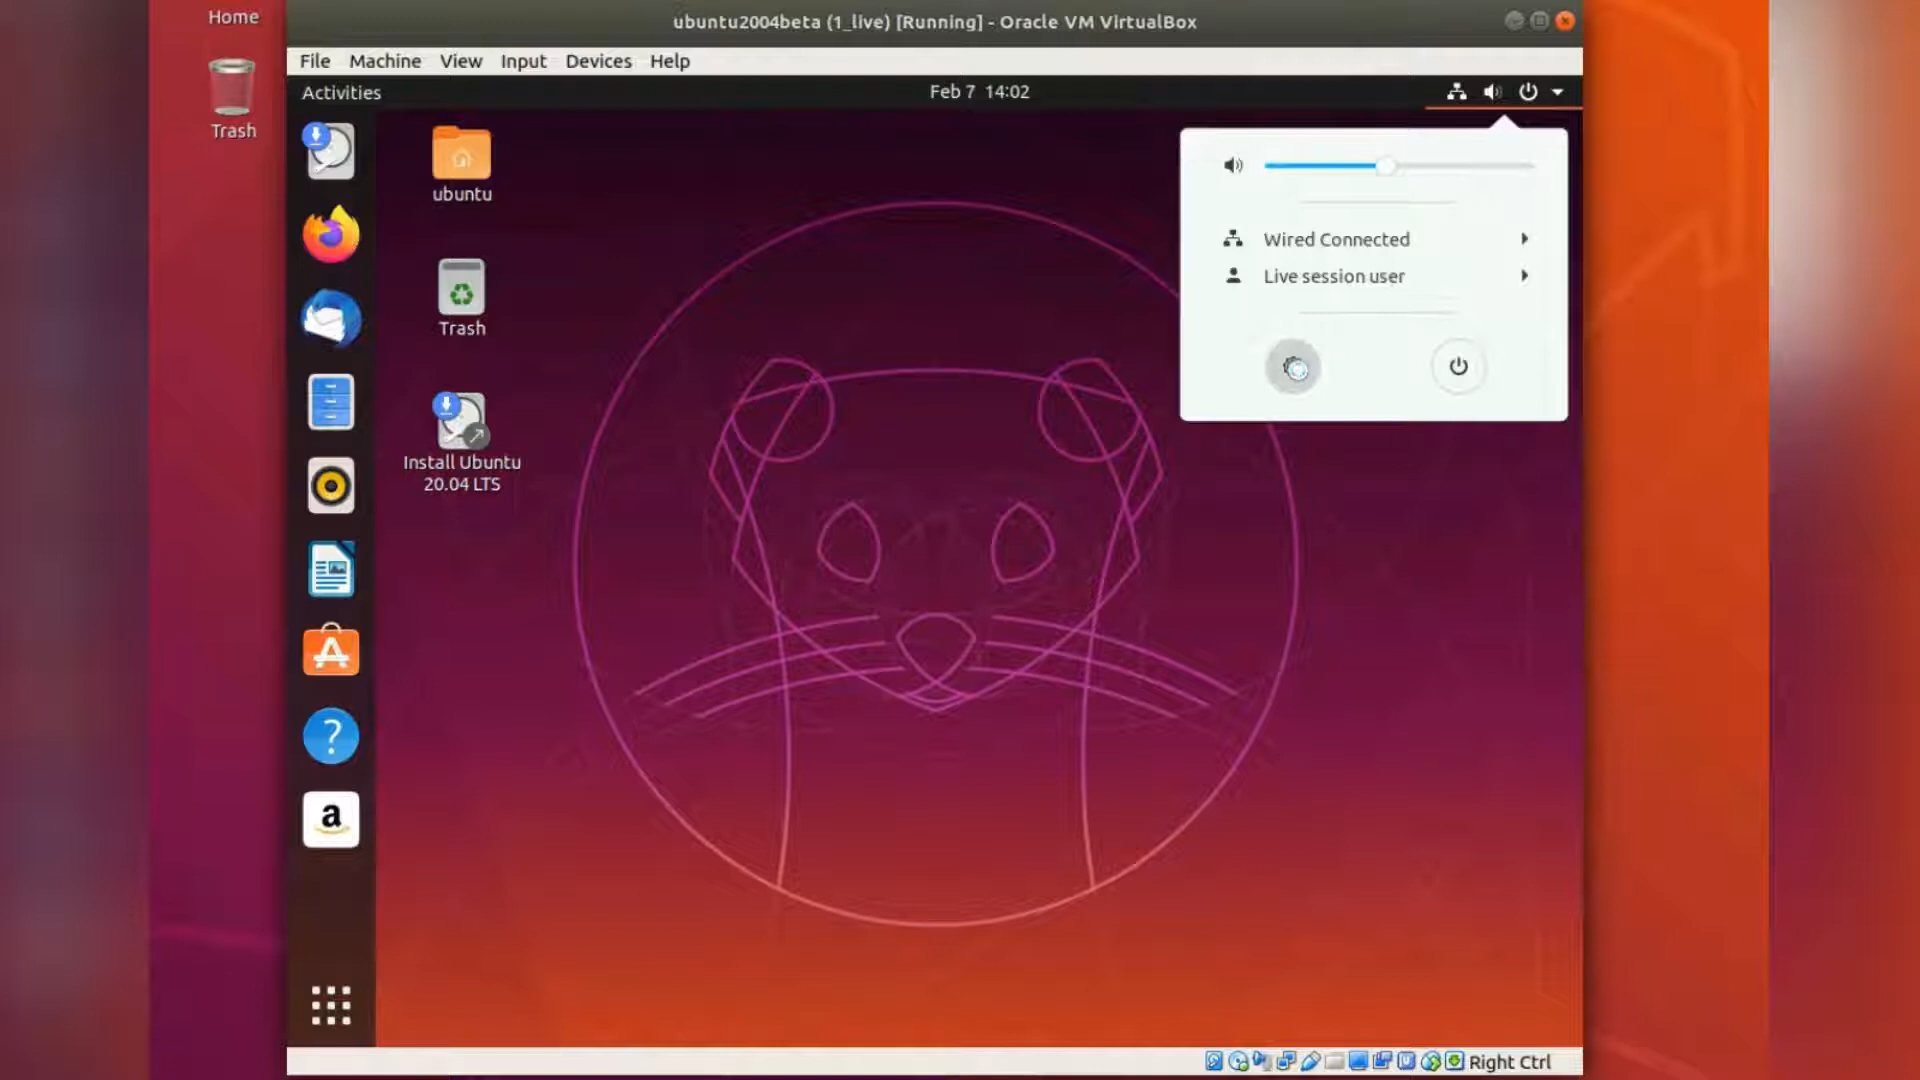 Home
Trash
ubuntu2004beta (1_live) [Running] - Oracle VM VirtualBox
File Machine View Input Devices Help
Activities
Feb 7 14:02
ubuntu
Trash
Install Ubuntu
20.04 LTS
Wired Connected
Live session user
?
a
Right Ctrl